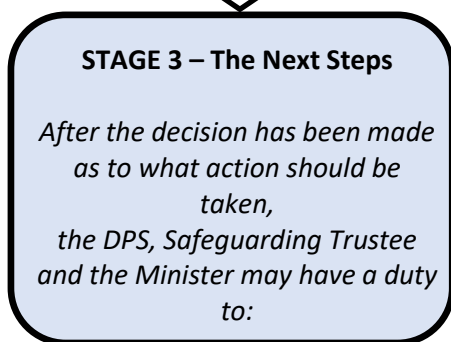 STAGE 3 – The Next Steps
After the decision has been made
as to what action should be
taken,
the DPS, Safeguarding Trustee
and the Minister may have a duty
to: